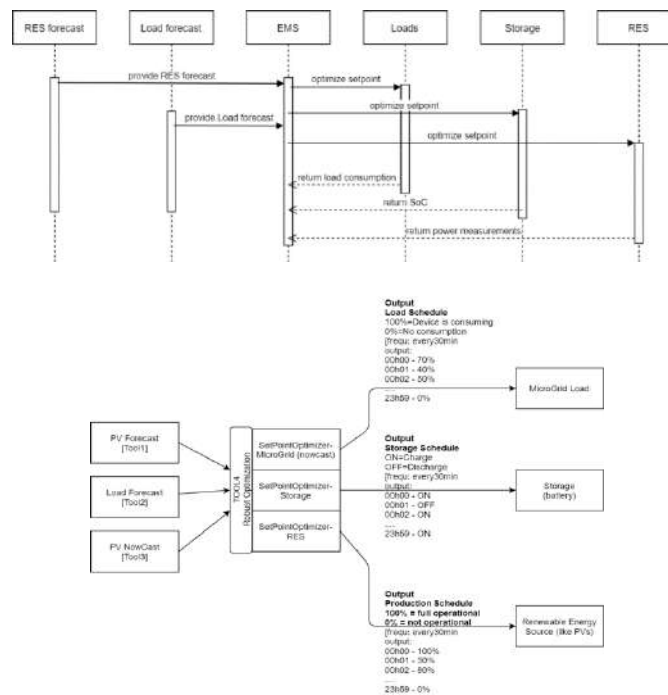 RES forecast
Load forecast
EMS
Loads
Storage
RES
provide RES forecast
optimize setpoint
optimize setpoint
provide Load forecast
optimize setpoint
return load consumption
return SoC
return power measurements
Output
Load Schedule
100%=Device is consuming
0%=No consumption
[frequ: every30min
output:
00h00 - 70%
00h01 - 40%
00h02 - 50%
....
23h59 - 0%
MicroGrid Load
PV Forecast
[Tool1]
Load Forecast
[Tool2]
PV NowCast
[Tool3]
TOOL4
Robust Optimization
SetPointOptimizer-
MicroGrid (nowcast)
SetPointOptimizer-
Storage
SetPointOptimizer-
RES
Output
Storage Schedule
ON=Charge
OFF=Discharge
[frequ: every30min
output:
00h00 - ON
00h01 - OFF
00h02 - ON
....
23h59 - ON
Storage
(battery)
Output
Production Schedule
100% = full operational
0% = not operational
[frequ: every30min
output:
00h00 - 100%
00h01 - 30%
00h02 - 80%
....
23h59 - 0%
Renewable Energy
Source (like PVs)